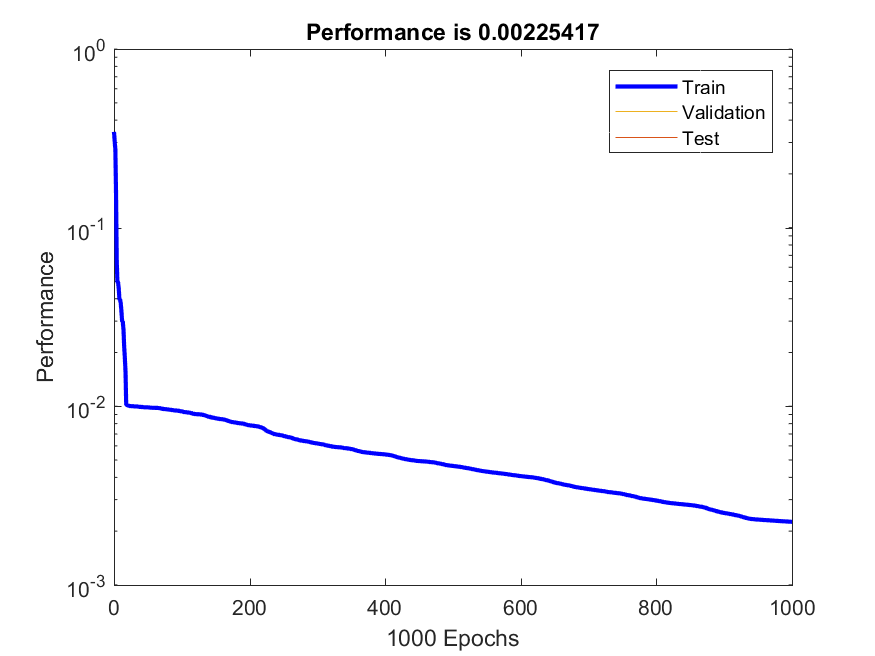 Performance is 0.00225417
10^0
Train
Validation
Test
10^-1
Performance
10^-2
10^-3
0 200 400 600 800 1000
1000 Epochs